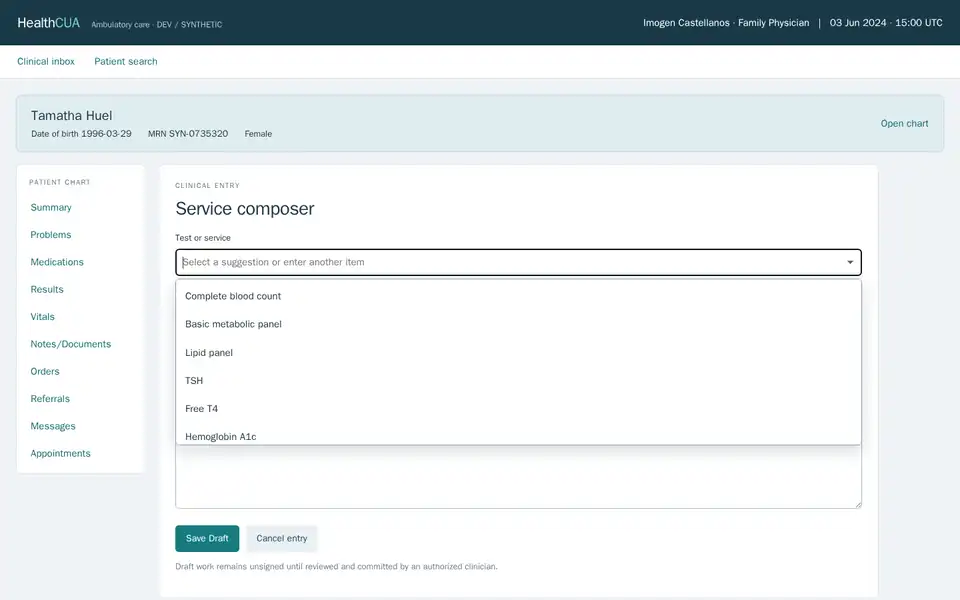 HealthCUA Ambulatory care · DEV / SYNTHETIC Imogen Castellanos · Family Physician | 03 Jun 2024 · 15:00 UTC
Clinical inbox Patient search
Tamatha Huel
Date of birth 1996-03-29 MRN SYN-0735320 Female
Open chart
PATIENT CHART
Summary
Problems
Medications
Results
Vitals
Notes/Documents
Orders
Referrals
Messages
Appointments
CLINICAL ENTRY
Service composer
Test or service
Select a suggestion or enter another item
Complete blood count
Basic metabolic panel
Lipid panel
TSH
Free T4
Hemoglobin A1c
Save Draft Cancel entry
Draft work remains unsigned until reviewed and committed by an authorized clinician.